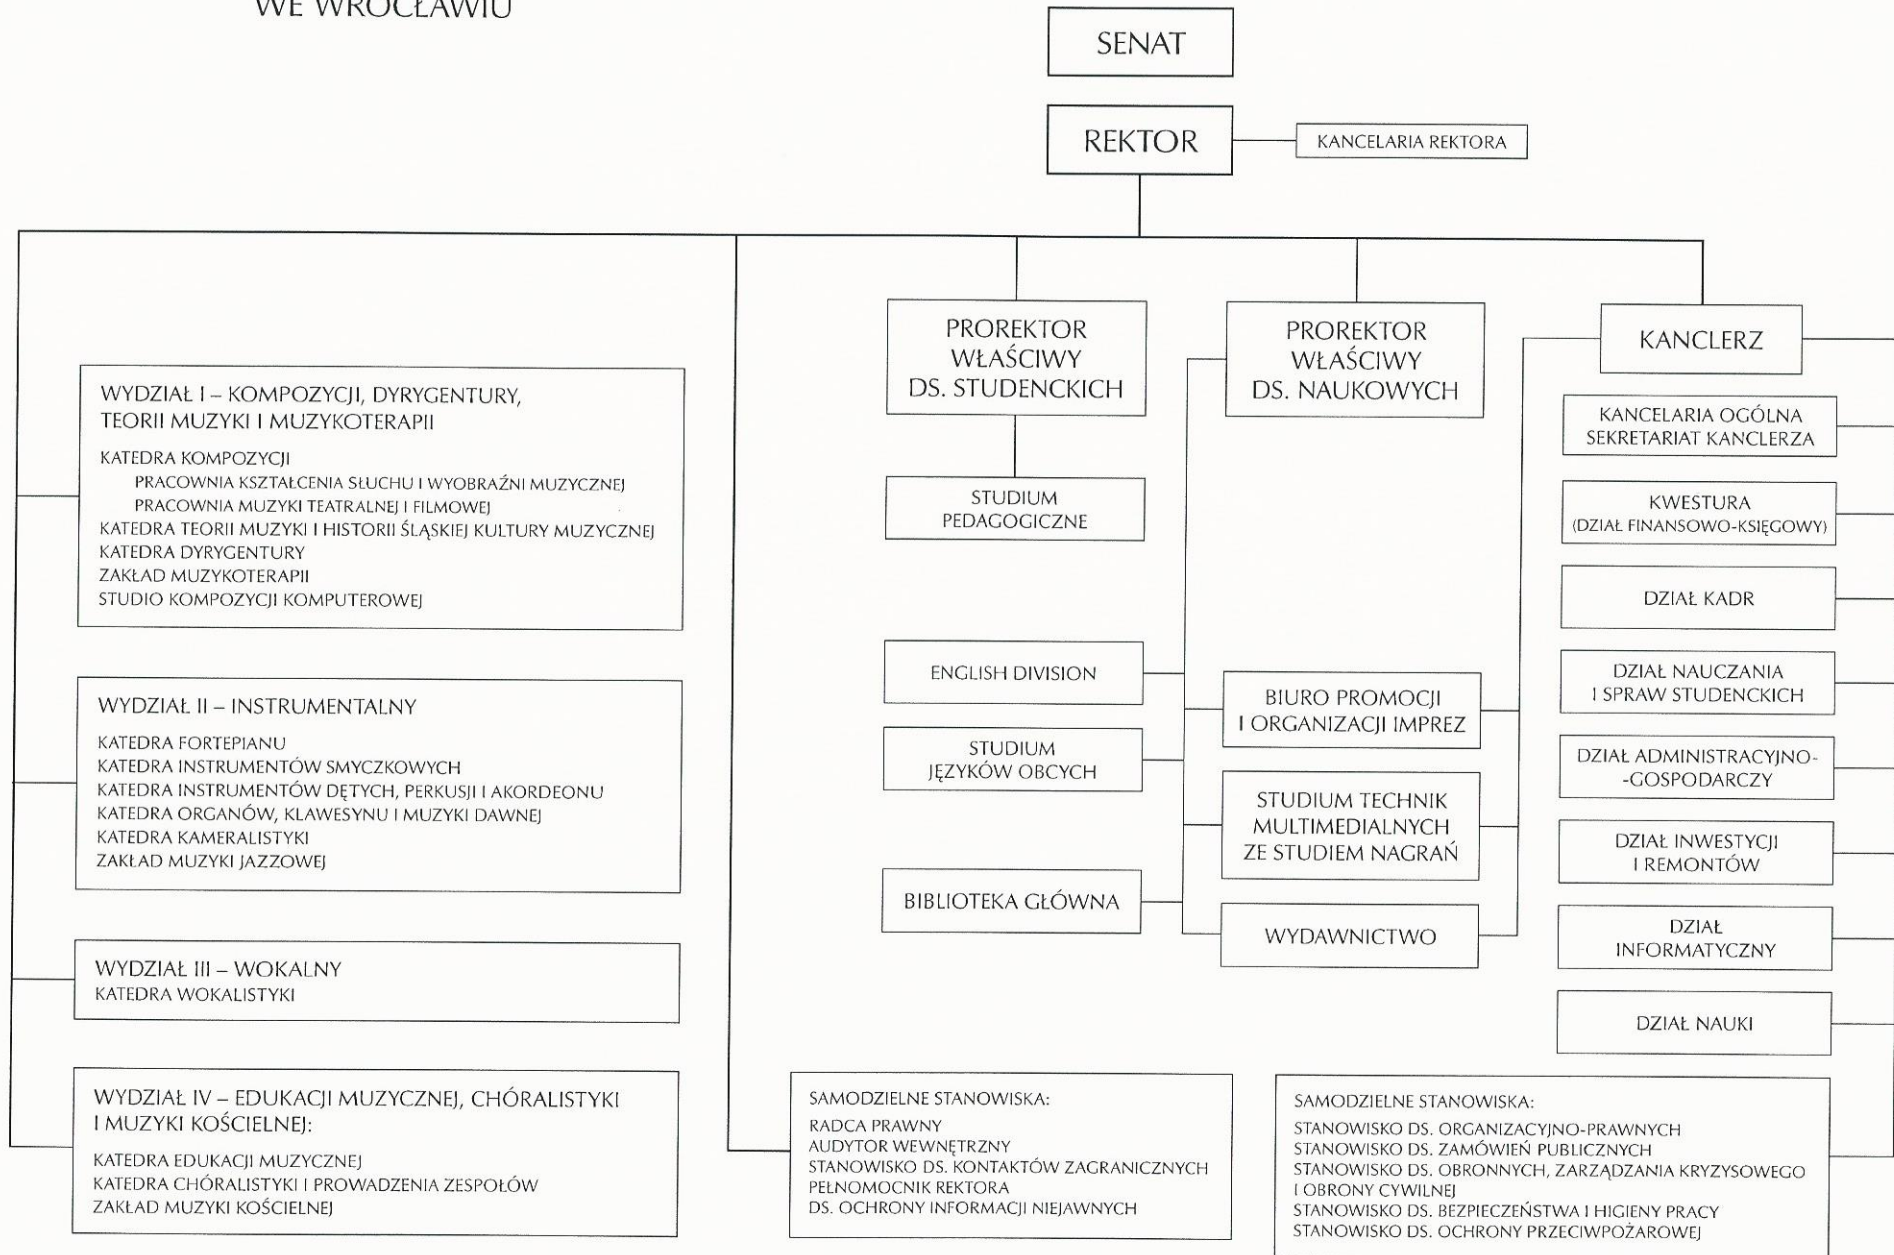 WE WROCŁAWIU
SENAT
REKTOR
KANCELARIA REKTORA
WYDZIAŁ I – KOMPOZYCJI, DYRYGENTURY,
TEORII MUZYKI I MUZYKOTERAPII
KATEDRA KOMPOZYCJI
PRACOWNIA KSZTAŁCENIA SŁUCHU I WYOBRAŹNI MUZYCZNEJ
PRACOWNIA MUZYKI TEATRALNEJ I FILMOWEJ
KATEDRA TEORII MUZYKI I HISTORII ŚLĄSKIEJ KULTURY MUZYCZNEJ
KATEDRA DYRYGENTURY
ZAKŁAD MUZYKOTERAPII
STUDIO KOMPOZYCJI KOMPUTEROWEJ
WYDZIAŁ II – INSTRUMENTALNY
KATEDRA FORTEPIANU
KATEDRA INSTRUMENTÓW SMYCZKOWYCH
KATEDRA INSTRUMENTÓW DĘTYCH, PERKUSJI I AKORDEONU
KATEDRA ORGANÓW, KLAWESYNU I MUZYKI DAWNEJ
KATEDRA KAMERALISTYKI
ZAKŁAD MUZYKI JAZZOWEJ
WYDZIAŁ III – WOKALNY
KATEDRA WOKALISTYKI
WYDZIAŁ IV – EDUKACJI MUZYCZNEJ, CHÓRALISTYKI
I MUZYKI KOŚCIELNEJ:
KATEDRA EDUKACJI MUZYCZNEJ
KATEDRA CHÓRALISTYKI I PROWADZENIA ZESPOŁÓW
ZAKŁAD MUZYKI KOŚCIELNEJ
PROREKTOR
WŁAŚCIWY
DS. STUDENCKICH
STUDIUM
PEDAGOGICZNE
ENGLISH DIVISION
STUDIUM
JĘZYKÓW OBCYCH
BIBLIOTEKA GŁÓWNA
PROREKTOR
WŁAŚCIWY
DS. NAUKOWYCH
BIURO PROMOCJI
I ORGANIZACJI IMPREZ
STUDIUM TECHNIK
MULTIMEDIALNYCH
ZE STUDIEM NAGRAŃ
WYDAWNICTWO
KANCLERZ
KANCELARIA OGÓLNA
SEKRETARIAT KANCLERZA
KWESTURA
(DZIAŁ FINANSOWO-KSIĘGOWY)
DZIAŁ KADR
DZIAŁ NAUCZANIA
I SPRAW STUDENCKICH
DZIAŁ ADMINISTRACYJNO-
-GOSPODARCZY
DZIAŁ INWESTYCJI
I REMONTÓW
DZIAŁ
INFORMATYCZNY
DZIAŁ NAUKI
SAMODZIELNE STANOWISKA:
RADCA PRAWNY
AUDYTOR WEWNĘTRZNY
STANOWISKO DS. KONTAKTÓW ZAGRANICZNYCH
PEŁNOMOCNIK REKTORA
DS. OCHRONY INFORMACJI NIEJAWNYCH
SAMODZIELNE STANOWISKA:
STANOWISKO DS. ORGANIZACYJNO-PRAWNYCH
STANOWISKO DS. ZAMÓWIEŃ PUBLICZNYCH
STANOWISKO DS. OBRONNYCH, ZARZĄDZANIA KRYZYSOWEGO
I OBRONY CYWILNEJ
STANOWISKO DS. BEZPIECZEŃSTWA I HIGIENY PRACY
STANOWISKO DS. OCHRONY PRZECIWPOŻAROWEJ